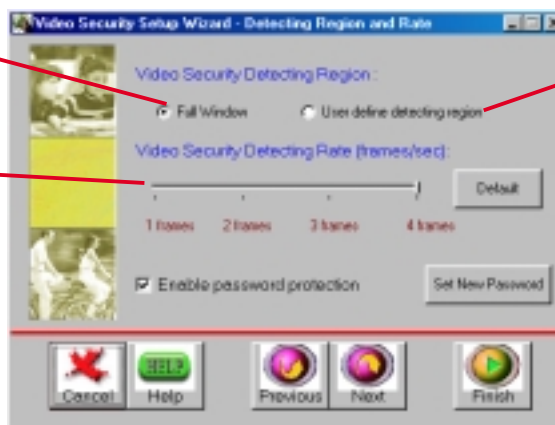 Video Security Setup Wizard - Detecting Region and Rate
Video Security Detecting Region :
Full Window User define detecting region
Video Security Detecting Rate (frames/sec):
Default
1 frames 2 frames 3 frames 4 frames
Enable password protection Set New Password
HELP
Cancel Help Previous Next Finish